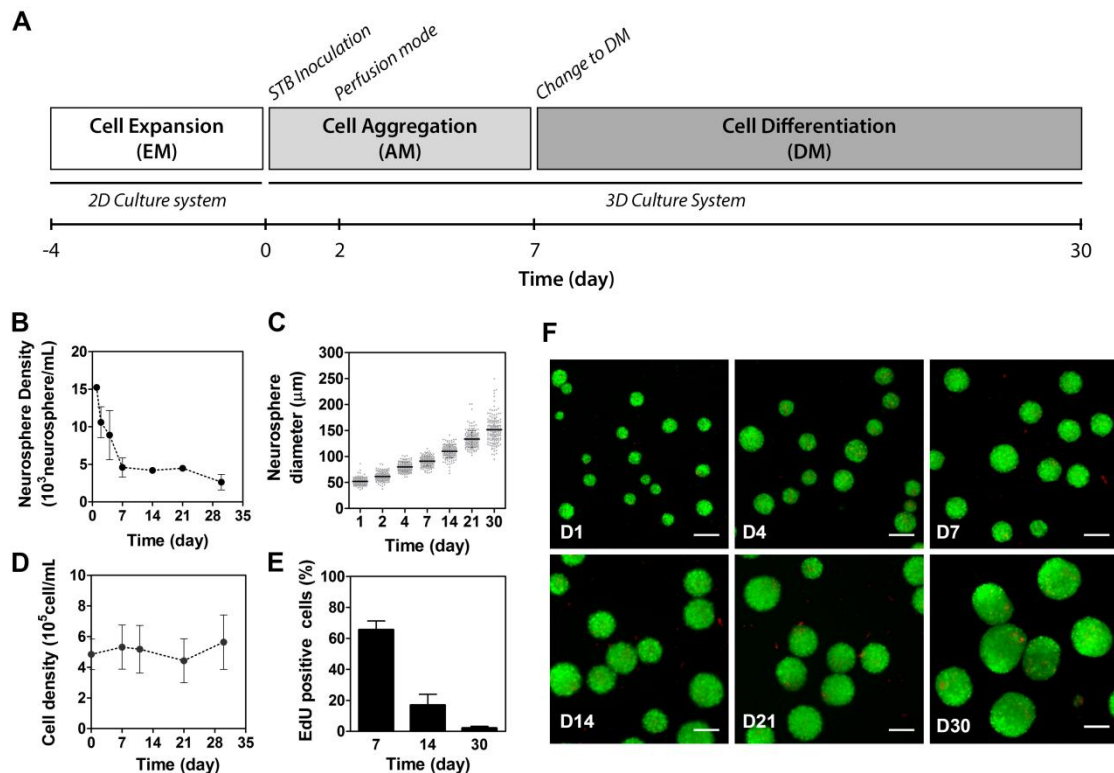 A
STB Inoculation
Perfusion mode
Change to DM
Cell Expansion
(EM)
Cell Aggregation
(AM)
Cell Differentiation
(DM)
2D Culture system
3D Culture System
-4 0 2 7 30
Time (day)
B
Neurosphere Density
(10³neurosphere/mL)
20
15
10
5
0
0 7 14 21 28 35
Time (day)
C
Neurosphere
diameter (µm)
300
250
200
150
100
50
0
1 2 4 7 14 21 30
Time (day)
D
Cell density (10⁵cell/mL)
20
15
10
5
0
0 7 14 21 28 35
Time (day)
E
EdU positive cells (%)
100
80
60
40
20
0
7 14 30
Time (day)
F
D1
D4
D7
D14
D21
D30